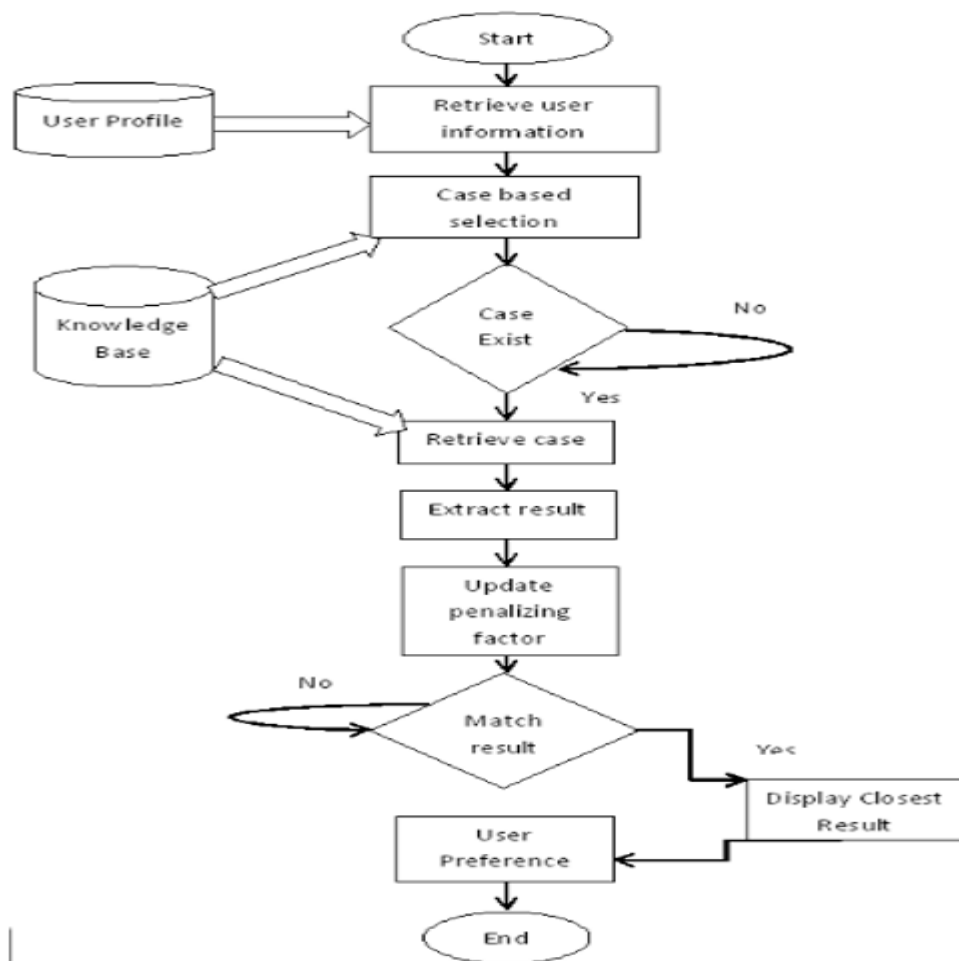 Start
User Profile
Retrieve user
information
Case based
selection
Knowledge
Base
Case
Exist
No
Yes
Retrieve case
Extract result
Update
penalizing
factor
No
Match
result
Yes
Display Closest
Result
User
Preference
End